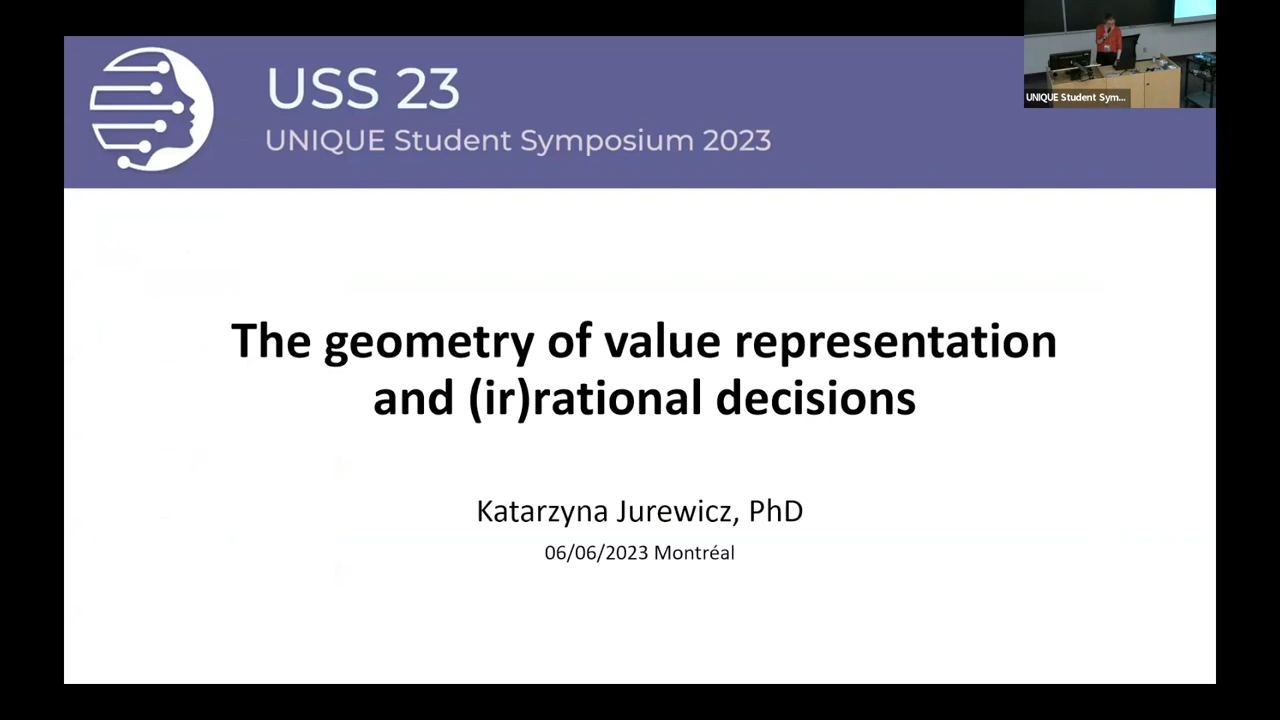 USS 23
UNIQUE Student Symposium 2023
UNIQUE Student Sym...
The geometry of value representation
and (ir)rational decisions
Katarzyna Jurewicz, PhD
06/06/2023 Montréal